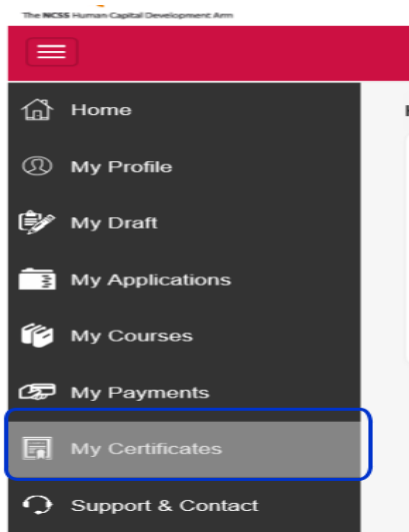 The NCSS Human Capital Development Arm
Home
My Profile
My Draft
My Applications
My Courses
My Payments
My Certificates
Support & Contact